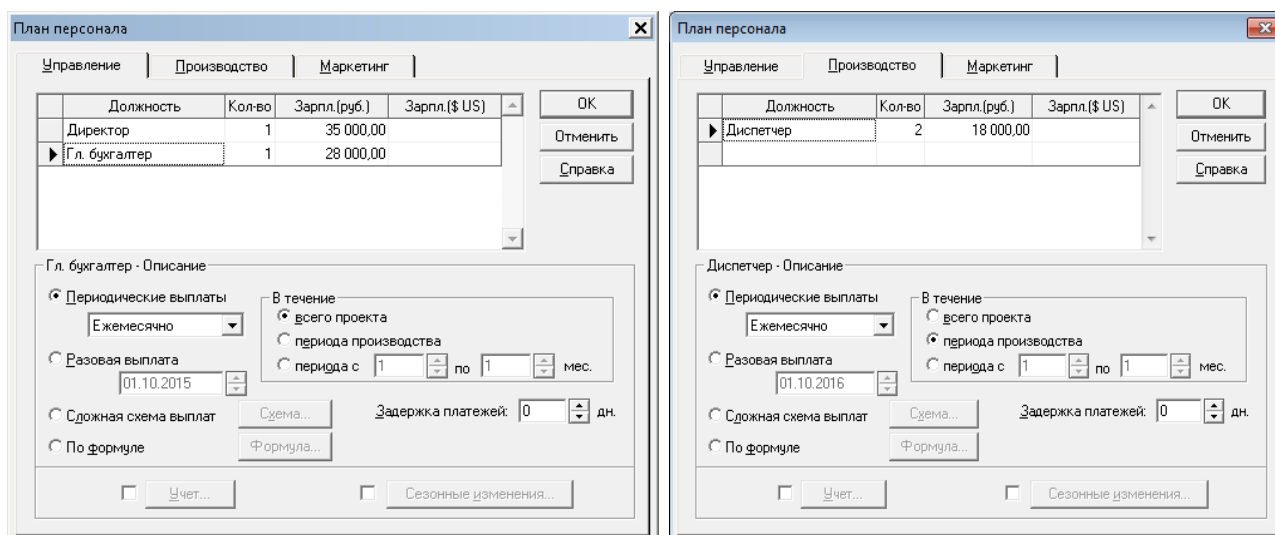 План персонала
Управление Производство Маркетинг
Должность Кол-во Зарпл.(руб.) Зарпл.($ US)
Директор 1 35 000,00
Гл. бухгалтер 1 28 000,00
OK
Отменить
Справка
Гл. бухгалтер - Описание
Периодические выплаты
Ежемесячно
Разовая выплата
01.10.2015
Сложная схема выплат Схема...
По формуле Формула...
В течение
всего проекта
периода производства
периода с 1 по 1 мес.
Задержка платежей: 0 дн.
Учет... Сезонные изменения...
План персонала
Управление Производство Маркетинг
Должность Кол-во Зарпл.(руб.) Зарпл.($ US)
Диспетчер 2 18 000,00
OK
Отменить
Справка
Диспетчер - Описание
Периодические выплаты
Ежемесячно
Разовая выплата
01.10.2016
Сложная схема выплат Схема...
По формуле Формула...
В течение
всего проекта
периода производства
периода с 1 по 1 мес.
Задержка платежей: 0 дн.
Учет... Сезонные изменения...